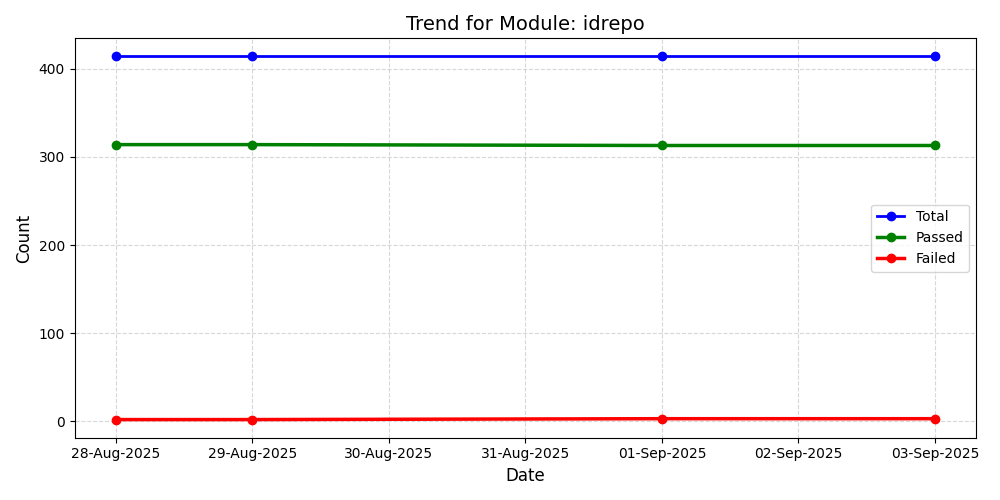 Trend for Module: idrepo
Count
400
300
200
100
0
Total
Passed
Failed
28-Aug-2025
29-Aug-2025
30-Aug-2025
31-Aug-2025
01-Sep-2025
02-Sep-2025
03-Sep-2025
Date